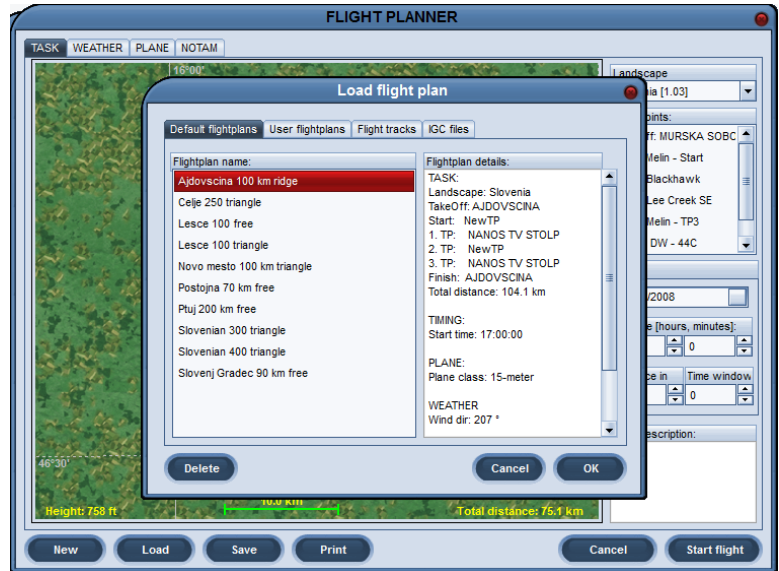 FLIGHT PLANNER
TASK WEATHER PLANE NOTAM
16°00'
Landscape
nia [1.03]
Load flight plan
Default flightplans User flightplans Flight tracks IGC files
Flightplan name:
Ajdovscina 100 km ridge
Celje 250 triangle
Lesce 100 free
Lesce 100 triangle
Novo mesto 100 km triangle
Postojna 70 km free
Ptuj 200 km free
Slovenian 300 triangle
Slovenian 400 triangle
Slovenj Gradec 90 km free
Flightplan details:
TASK:
Landscape: Slovenia
TakeOff: AJDOVSCINA
Start: NewTP
1. TP: NANOS TV STOLP
2. TP: NewTP
3. TP: NANOS TV STOLP
Finish: AJDOVSCINA
Total distance: 104.1 km
TIMING:
Start time: 17:00:00
PLANE:
Plane class: 15-meter
WEATHER
Wind dir: 207 °
Delete Cancel OK
oints:
ff: MURSKA SOBC
Melin - Start
Blackhawk
Lee Creek SE
Melin - TP3
DW - 44C
/2008
e [hours, minutes]:
0
ce in Time window
0
escription:
46°30'
Height: 758 ft 10.0 km Total distance: 75.1 km
New Load Save Print Cancel Start flight